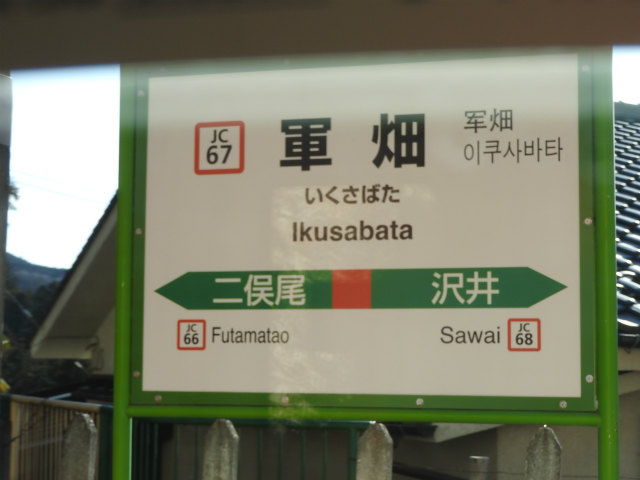 JC
67
軍畑
军畑
이쿠사바타
いくさばた
Ikusabata
二俣尾 沢井
JC
66
Futamatao
Sawai
JC
68